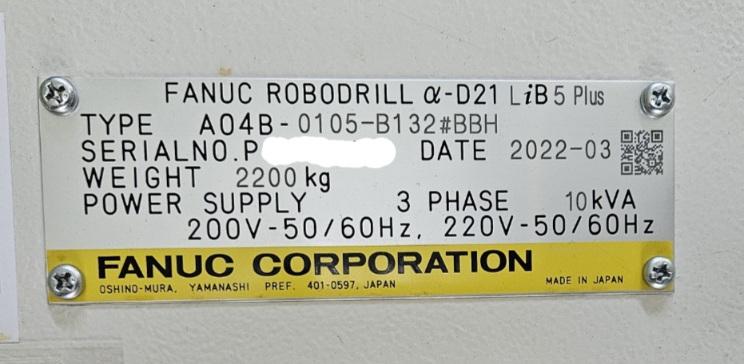 FANUC ROBODRILL α-D21 LiB5 Plus
TYPE A04B-0105-B132#BBH
SERIALNO.P DATE 2022-03
WEIGHT 2200kg
POWER SUPPLY 3 PHASE 10kVA
200V-50/60Hz, 220V-50/60Hz
FANUC CORPORATION
OSHINO-MURA, YAMANASHI PREF. 401-0597, JAPAN MADE IN JAPAN